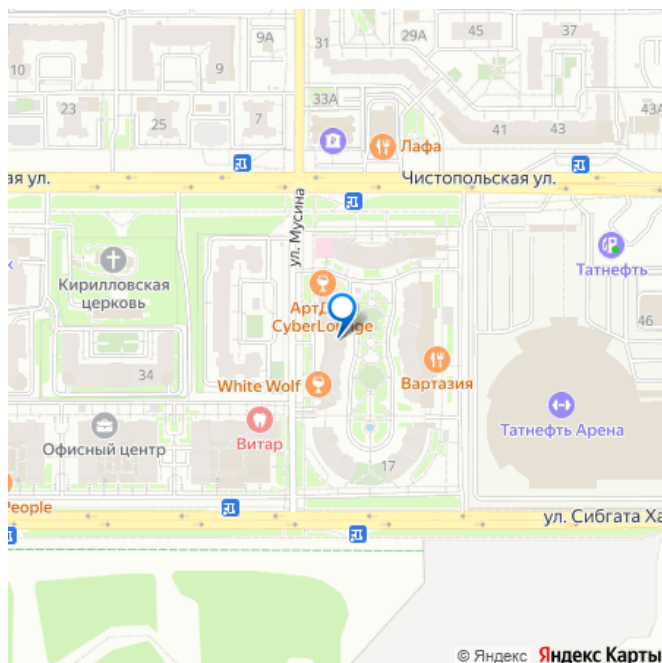 9А
31
29А
45
37
10
9
33А
23
25
7
41
43
43А
Лафа
ая ул.
Чистопольская ул.
ул. Мусина
Кирилловская
церковь
Татнефть
АртД
CyberLounge
46
34
White Wolf
Вартазия
Татнефть Арена
Офисный центр
Витар
17
People
ул. Сибгата Ха
© Яндекс Яндекс Карты